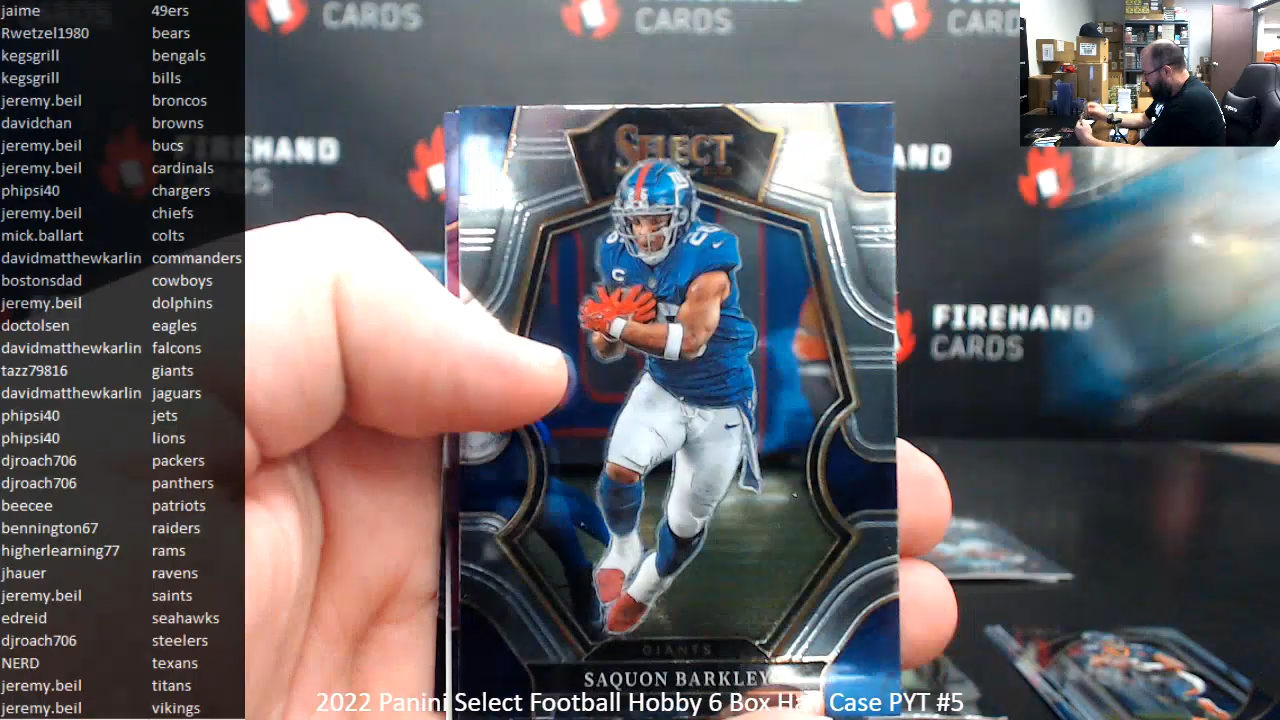 jaime 49ers
Rwetzel1980 bears
kegsgrill bengals
kegsgrill bills
jeremy.beil broncos
davidchan browns
jeremy.beil bucs
jeremy.beil cardinals
phipsi40 chargers
jeremy.beil chiefs
mick.ballart colts
davidmatthewkarlin commanders
bostonsdad cowboys
jeremy.beil dolphins
doctolsen eagles
davidmatthewkarlin falcons
tazz79816 giants
davidmatthewkarlin jaguars
phipsi40 jets
phipsi40 lions
djroach706 packers
djroach706 panthers
beecee patriots
bennington67 raiders
higherlearning77 rams
jhauer ravens
jeremy.beil saints
edreid seahawks
djroach706 steelers
NERD texans
jeremy.beil titans
jeremy.beil vikings
CARDS
CARDS
CARDS
FIREHAND
CARDS
FIREHAND
CARDS
SELECT
GIANTS
SAQUON BARKLEY
2022 Panini Select Football Hobby 6 Box Half Case PYT #5